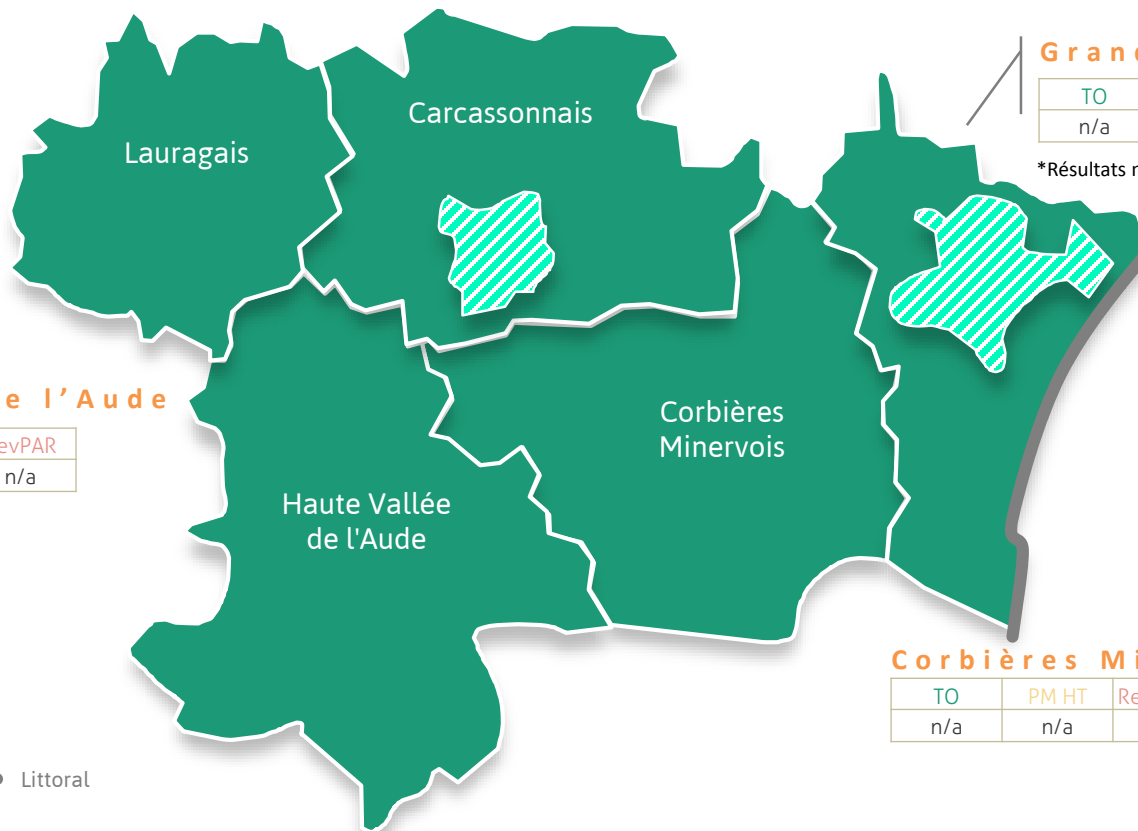 Grand
TO
n/a
*Résultats n
Carcassonnais
Lauragais
e l'Aude
evPAR
n/a
Corbières
Minervois
Haute Vallée
de l'Aude
Corbières Mi
TO PM HT Re
n/a n/a
Littoral